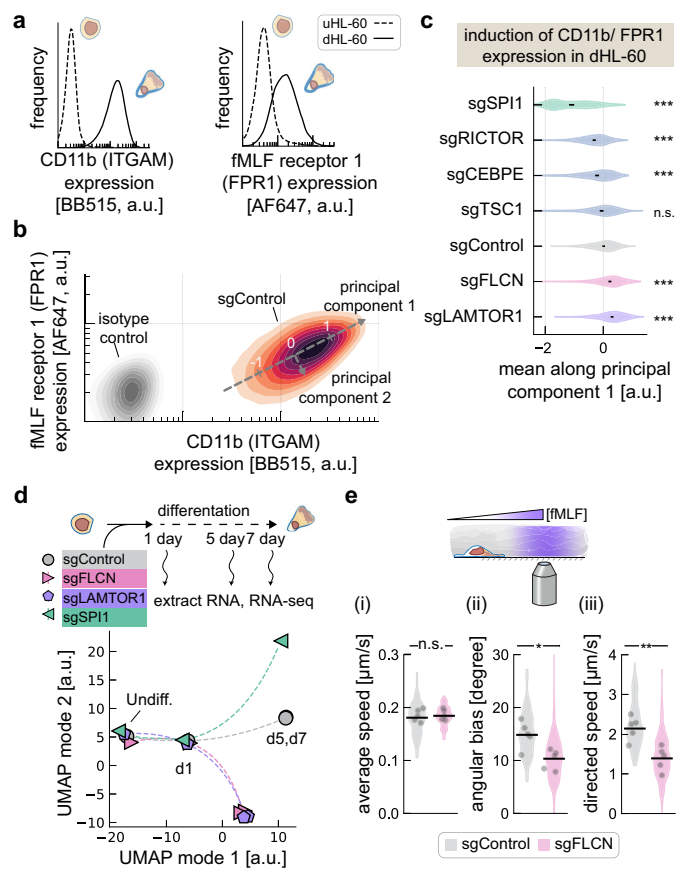 a
uHL-60
dHL-60
frequency
CD11b (ITGAM)
expression
[BB515, a.u.]
frequency
fMLF receptor 1
(FPR1) expression
[AF647, a.u.]
b
fMLF receptor 1 (FPR1)
expression [AF647, a.u.]
isotype
control
sgControl
principal
component 1
-1
0
1
principal
component 2
CD11b (ITGAM)
expression [BB515, a.u.]
c
induction of CD11b/ FPR1
expression in dHL-60
sgSPI1
***
sgRICTOR
***
sgCEBPE
***
sgTSC1
n.s.
sgControl
sgFLCN
***
sgLAMTOR1
***
−2
0
mean along principal
component 1 [a.u.]
d
differentation
1 day
5 day
7 day
sgControl
sgFLCN
sgLAMTOR1
sgSPI1
extract RNA, RNA-seq
UMAP mode 2 [a.u.]
20
15
10
5
0
−5
−10
Undiff.
d1
d5,d7
−20
−10
0
10
UMAP mode 1 [a.u.]
e
[fMLF]
(i)
(ii)
(iii)
average speed [µm/s]
0.3
0.2
0.1
0.0
n.s.
angular bias [degree]
30
20
10
0
*
directed speed [µm/s]
4
3
2
1
0
**
sgControl
sgFLCN